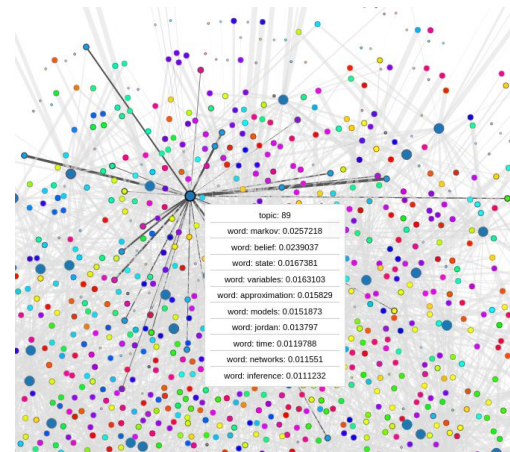 topic: 89
word: markov: 0.0257218
word: belief: 0.0239037
word: state: 0.0167381
word: variables: 0.0163103
word: approximation: 0.015829
word: models: 0.0151873
word: jordan: 0.013797
word: time: 0.0119788
word: networks: 0.011551
word: inference: 0.0111232